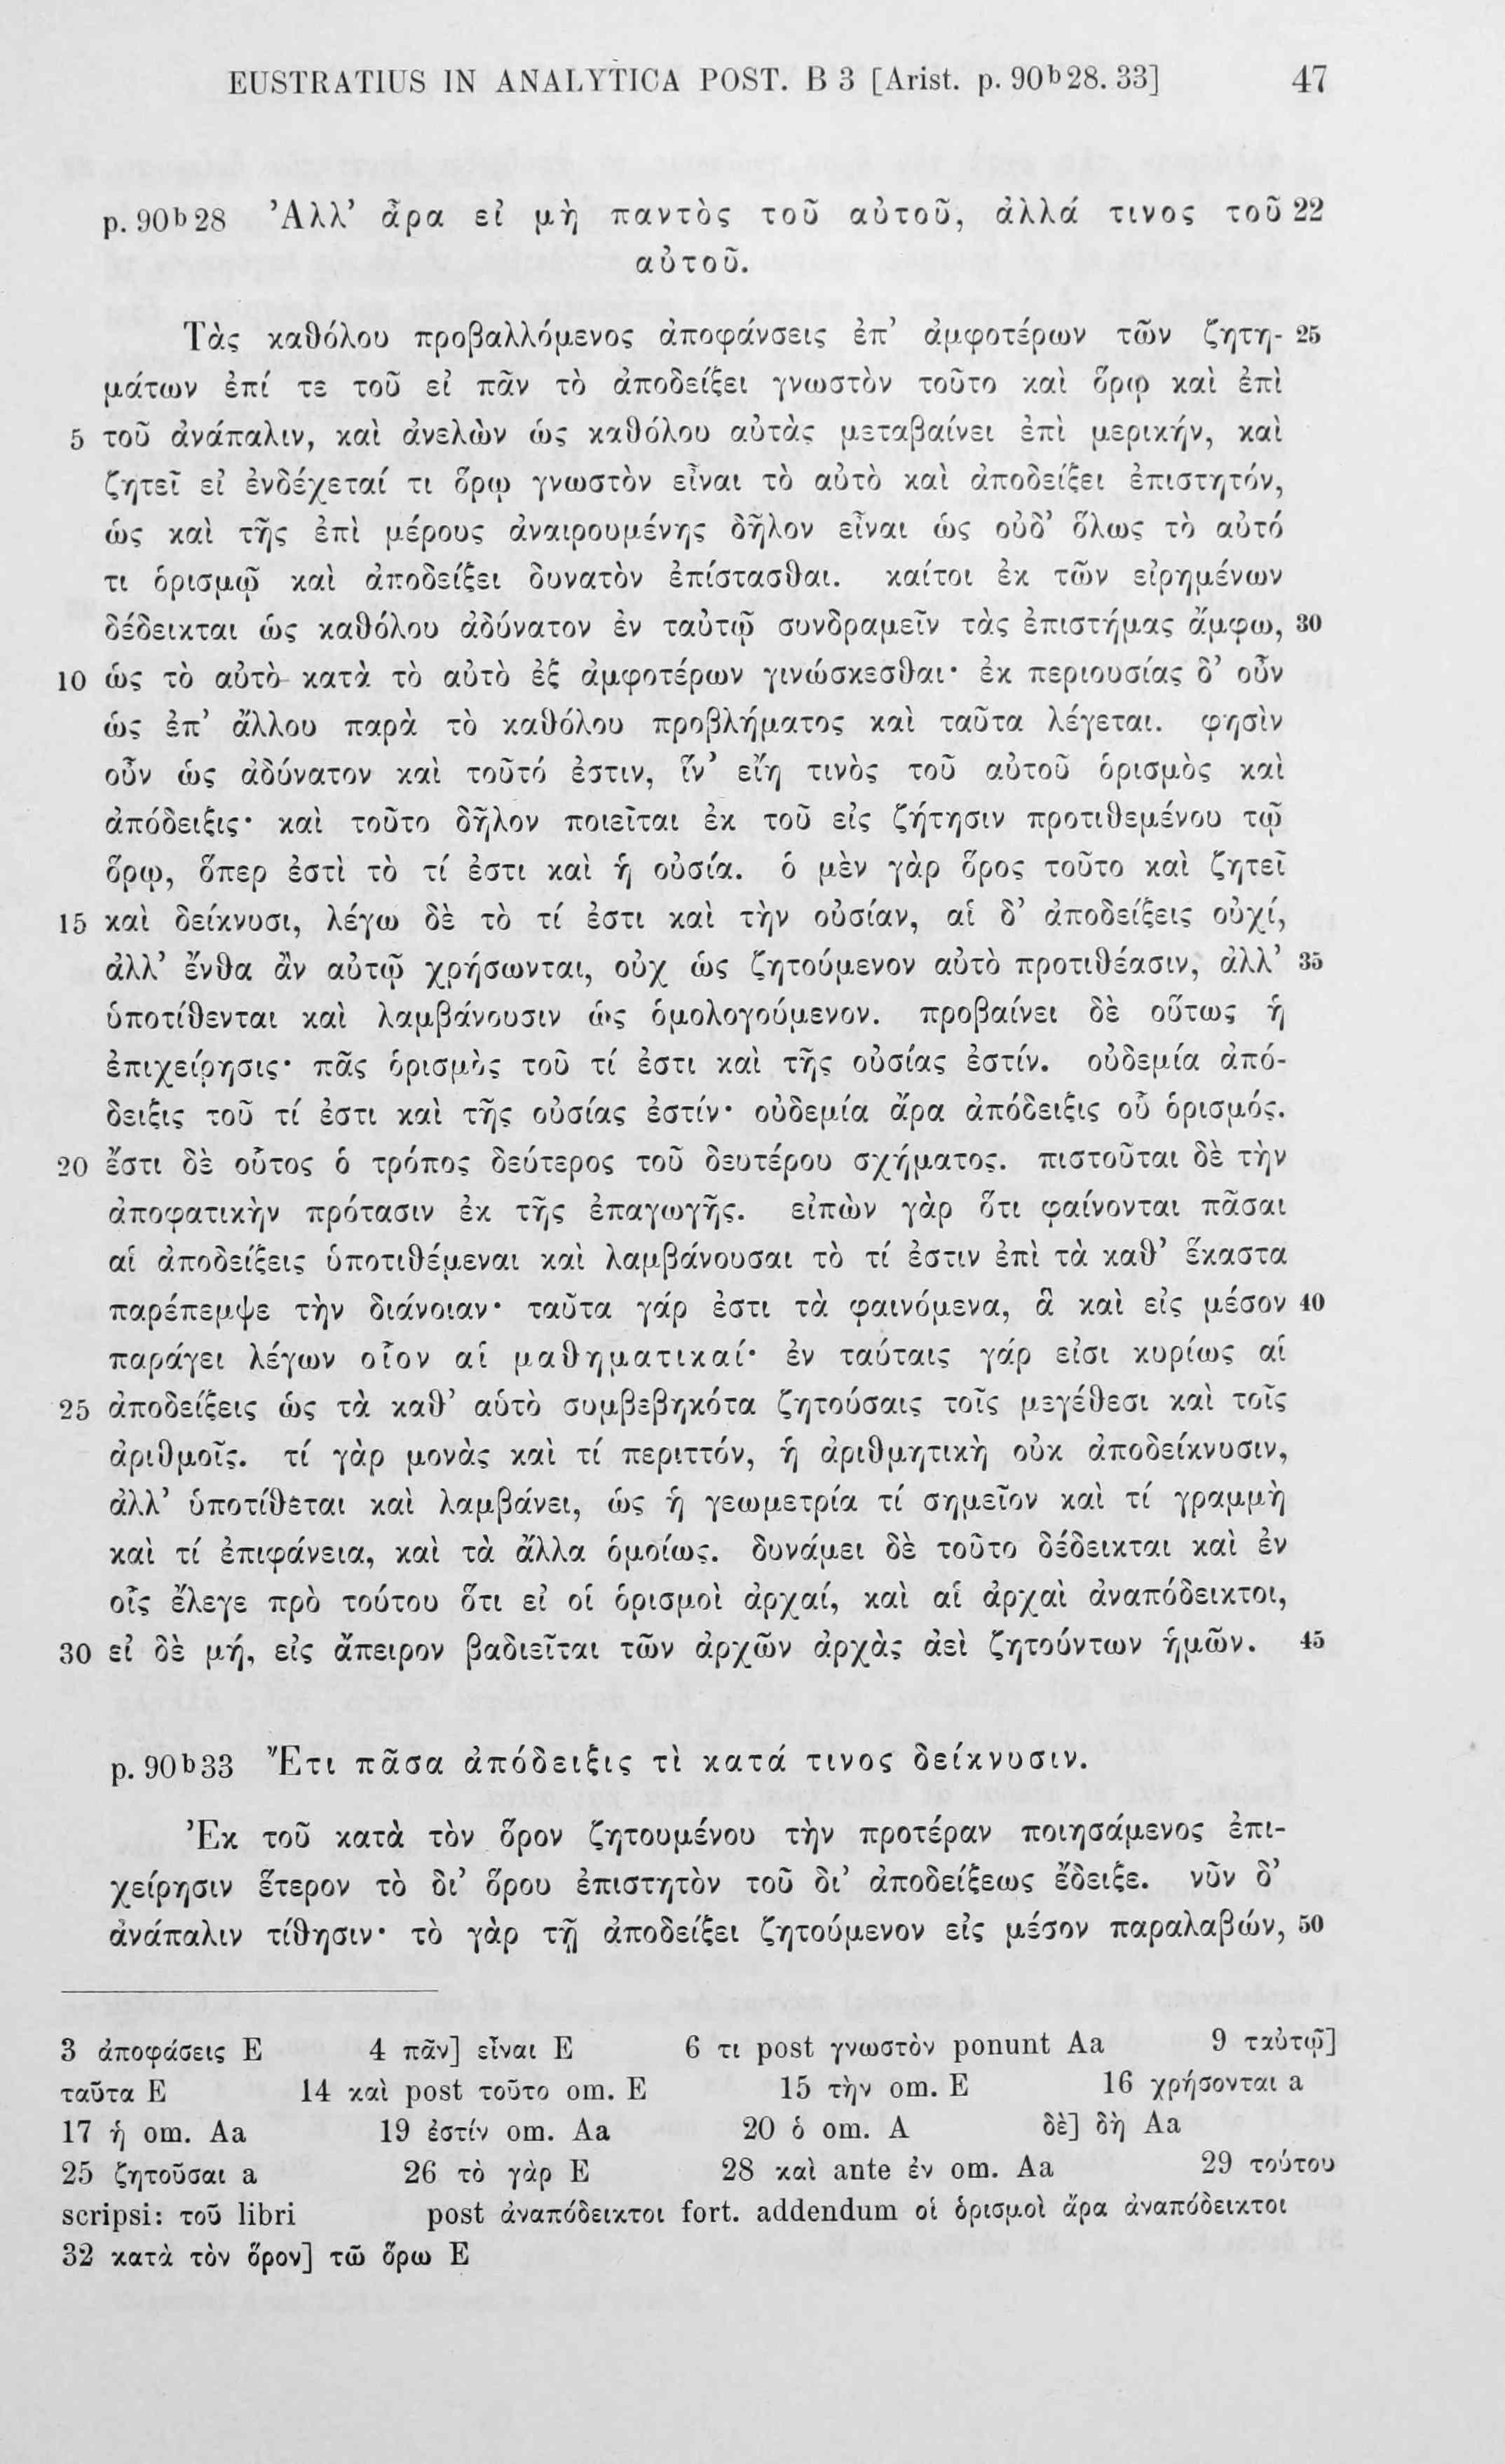 EUSTRATIUS IN ANALYTICA POST. B 3 [Arist. p. 90b28. 33] 47
p. 90b28 Ἀλλ’ ἆρα εἰ μὴ παντὸς τοῦ αὐτοῦ, ἀλλά τινος τοῦ 22
αὐτοῦ.
Τὰς καθόλου προβαλλόμενος ἀποφάνσεις ἐπ’ ἀμφοτέρων τῶν ζητη- 25
μάτων ἐπί τε τοῦ εἰ πᾶν τὸ ἀποδείξει γνωστὸν τοῦτο καὶ ὅρῳ καὶ ἐπὶ
5 τοῦ ἀνάπαλιν, καὶ ἀνελὼν ὡς καθόλου αὐτὰς μεταβαίνει ἐπὶ μερικήν, καὶ
ζητεῖ εἰ ἐνδέχεταί τι ὅρῳ γνωστὸν εἶναι τὸ αὐτὸ καὶ ἀποδείξει ἐπιστητόν,
ὡς καὶ τῆς ἐπὶ μέρους ἀναιρουμένης δῆλον εἶναι ὡς οὐδ’ ὅλως τὸ αὐτό
τι ὁρισμῷ καὶ ἀποδείξει δυνατὸν ἐπίστασθαι. καίτοι ἐκ τῶν εἰρημένων
δέδεικται ὡς καθόλου ἀδύνατον ἐν ταὐτῷ συνδραμεῖν τὰς ἐπιστήμας ἄμφω, 30
10 ὡς τὸ αὐτὸ κατὰ τὸ αὐτὸ ἐξ ἀμφοτέρων γινώσκεσθαι· ἐκ περιουσίας δ’ οὖν
ὡς ἐπ’ ἄλλου παρὰ τὸ καθόλου προβλήματος καὶ ταῦτα λέγεται. φησὶν
οὖν ὡς ἀδύνατον καὶ τοῦτό ἐστιν, ἵν’ εἴη τινὸς τοῦ αὐτοῦ ὁρισμὸς καὶ
ἀπόδειξις· καὶ τοῦτο δῆλον ποιεῖται ἐκ τοῦ εἰς ζήτησιν προτιθεμένου τῷ
ὅρῳ, ὅπερ ἐστὶ τὸ τί ἐστι καὶ ἡ οὐσία. ὁ μὲν γὰρ ὅρος τοῦτο καὶ ζητεῖ
15 καὶ δείκνυσι, λέγω δὲ τὸ τί ἐστι καὶ τὴν οὐσίαν, αἱ δ’ ἀποδείξεις οὐχί,
ἀλλ’ ἔνθα ἂν αὐτῷ χρήσωνται, οὐχ ὡς ζητούμενον αὐτὸ προτιθέασιν, ἀλλ’ 35
ὑποτίθενται καὶ λαμβάνουσιν ὡς ὁμολογούμενον. προβαίνει δὲ οὕτως ἡ
ἐπιχείρησις· πᾶς ὁρισμὸς τοῦ τί ἐστι καὶ τῆς οὐσίας ἐστίν. οὐδεμία ἀπό-
δειξις τοῦ τί ἐστι καὶ τῆς οὐσίας ἐστίν· οὐδεμία ἄρα ἀπόδειξις οὗ ὁρισμός.
20 ἔστι δὲ οὗτος ὁ τρόπος δεύτερος τοῦ δευτέρου σχήματος. πιστοῦται δὲ τὴν
ἀποφατικὴν πρότασιν ἐκ τῆς ἐπαγωγῆς. εἰπὼν γὰρ ὅτι φαίνονται πᾶσαι
αἱ ἀποδείξεις ὑποτιθέμεναι καὶ λαμβάνουσαι τὸ τί ἐστιν ἐπὶ τὰ καθ’ ἕκαστα
παρέπεμψε τὴν διάνοιαν· ταῦτα γάρ ἐστι τὰ φαινόμενα, ἃ καὶ εἰς μέσον 40
παράγει λέγων οἷον αἱ μαθηματικαί· ἐν ταύταις γάρ εἰσι κυρίως αἱ
25 ἀποδείξεις ὡς τὰ καθ’ αὑτὸ συμβεβηκότα ζητούσαις τοῖς μεγέθεσι καὶ τοῖς
ἀριθμοῖς. τί γὰρ μονὰς καὶ τί περιττόν, ἡ ἀριθμητικὴ οὐκ ἀποδείκνυσιν,
ἀλλ’ ὑποτίθεται καὶ λαμβάνει, ὡς ἡ γεωμετρία τί σημεῖον καὶ τί γραμμὴ
καὶ τί ἐπιφάνεια, καὶ τὰ ἄλλα ὁμοίως. δυνάμει δὲ τοῦτο δέδεικται καὶ ἐν
οἷς ἔλεγε πρὸ τούτου ὅτι εἰ οἱ ὁρισμοὶ ἀρχαί, καὶ αἱ ἀρχαὶ ἀναπόδεικτοι,
30 εἰ δὲ μή, εἰς ἄπειρον βαδιεῖται τῶν ἀρχῶν ἀρχὰς ἀεὶ ζητούντων ἡμῶν. 45
p. 90b33 Ἔτι πᾶσα ἀπόδειξις τὶ κατά τινος δείκνυσιν.
Ἐκ τοῦ κατὰ τὸν ὅρον ζητουμένου τὴν προτέραν ποιησάμενος ἐπι-
χείρησιν ἕτερον τὸ δι’ ὅρου ἐπιστητὸν τοῦ δι’ ἀποδείξεως ἔδειξε. νῦν δ’
ἀνάπαλιν τίθησιν· τὸ γὰρ τῇ ἀποδείξει ζητούμενον εἰς μέσον παραλαβών, 50
3 ἀποφάσεις E 4 πᾶν] εἶναι E 6 τι post γνωστὸν ponunt Aa 9 ταὐτῷ]
ταῦτα E 14 καὶ post τοῦτο om. E 15 τὴν om. E 16 χρήσονται a
17 ἡ om. Aa 19 ἐστίν om. Aa 20 ὁ om. A δὲ] δὴ Aa
25 ζητοῦσαι a 26 τὸ γὰρ E 28 καὶ ante ἐν om. Aa 29 τούτου
scripsi: τοῦ libri post ἀναπόδεικτοι fort. addendum οἱ ὁρισμοὶ ἄρα ἀναπόδεικτοι
32 κατὰ τὸν ὅρον] τῶ ὅρω E